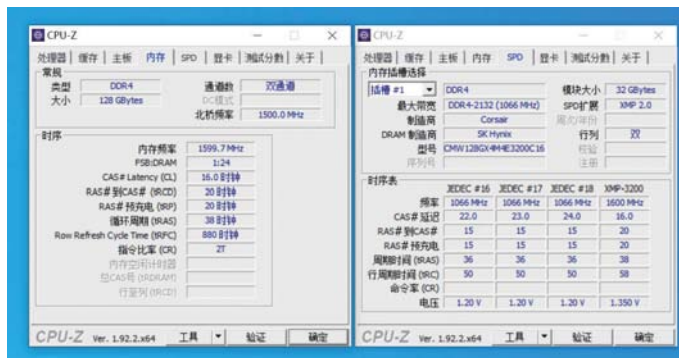 CPU-Z
处理器 缓存 主板 内存 SPD 显卡 测试分数 关于
常规
类型 DDR4 通道数 双通道
大小 128 GBytes DC模式
北桥频率 1500.0 MHz
时序
内存频率 1599.7 MHz
FSB:DRAM 1:24
CAS# Latency (CL) 16.0 时钟
RAS# 到CAS# (tRCD) 20 时钟
RAS# 预充电 (tRP) 20 时钟
循环周期 (tRAS) 38 时钟
Row Refresh Cycle Time (tRFC) 880 时钟
指令比率 (CR) 2T
内存空闲计时器
总CAS号 (tRDRAM)
行至列 (tRCD)
CPU-Z Ver. 1.92.2.x64 工具 验证 确定
CPU-Z
处理器 缓存 主板 内存 SPD 显卡 测试分数 关于
内存插槽选择
插槽 #1 DDR4 模块大小 32 GBytes
最大带宽 DDR4-2132 (1066 MHz) SPD扩展 XMP 2.0
制造商 Corsair 周次/年份
DRAM 制造商 SK Hynix 行列 双
型号 CMW128GX4M4E3200C16 校验
序列号 注册
时序表
JEDEC #16 JEDEC #17 JEDEC #18 XMP-3200
频率 1066 MHz 1066 MHz 1066 MHz 1600 MHz
CAS# 延迟 22.0 23.0 24.0 16.0
RAS# 到CAS# 15 15 15 20
RAS# 预充电 15 15 15 20
周期时间 (tRAS) 36 36 36 38
行周期时间 (tRC) 50 50 50 58
命令率 (CR)
电压 1.20 V 1.20 V 1.20 V 1.350 V
CPU-Z Ver. 1.92.2.x64 工具 验证 确定